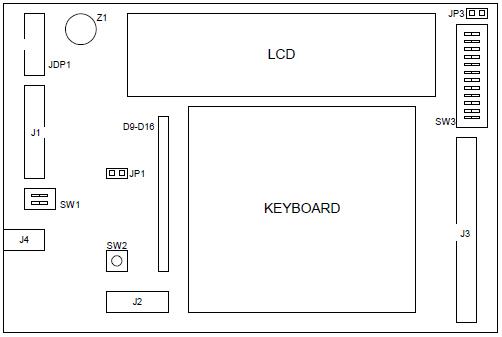 JP3
Z1
LCD
JDP1
SW3
D9-D16
J1
JP1
SW1
KEYBOARD
J3
J4
SW2
J2